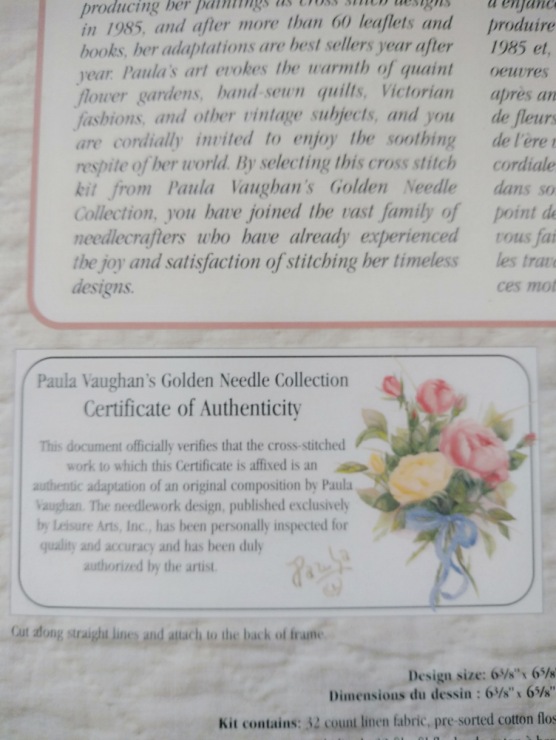 producing her paintings as cross stitch designs
in 1985, and after more than 60 leaflets and
books, her adaptations are best sellers year after
year. Paula's art evokes the warmth of quaint
flower gardens, hand-sewn quilts, Victorian
fashions, and other vintage subjects, and you
are cordially invited to enjoy the soothing
respite of her world. By selecting this cross stitch
kit from Paula Vaughan's Golden Needle
Collection, you have joined the vast family of
needlecrafters who have already experienced
the joy and satisfaction of stitching her timeless
designs.
d'enfance
produire
1985 et,
oeuvres
après an
de fleurs
de l'ère
cordiale
dans so
point de
vous fai
les trav
ces mot
Paula Vaughan's Golden Needle Collection
Certificate of Authenticity
This document officially verifies that the cross-stitched
work to which this Certificate is affixed is an
authentic adaptation of an original composition by Paula
Vaughan. The needlework design, published exclusively
by Leisure Arts, Inc., has been personally inspected for
quality and accuracy and has been duly
authorized by the artist.
Paula
Cut along straight lines and attach to the back of frame.
Design size: 6⅝" x 6⅝"
Dimensions du dessin : 6⅝" x 6⅝"
Kit contains: 32 count linen fabric, pre-sorted cotton flos